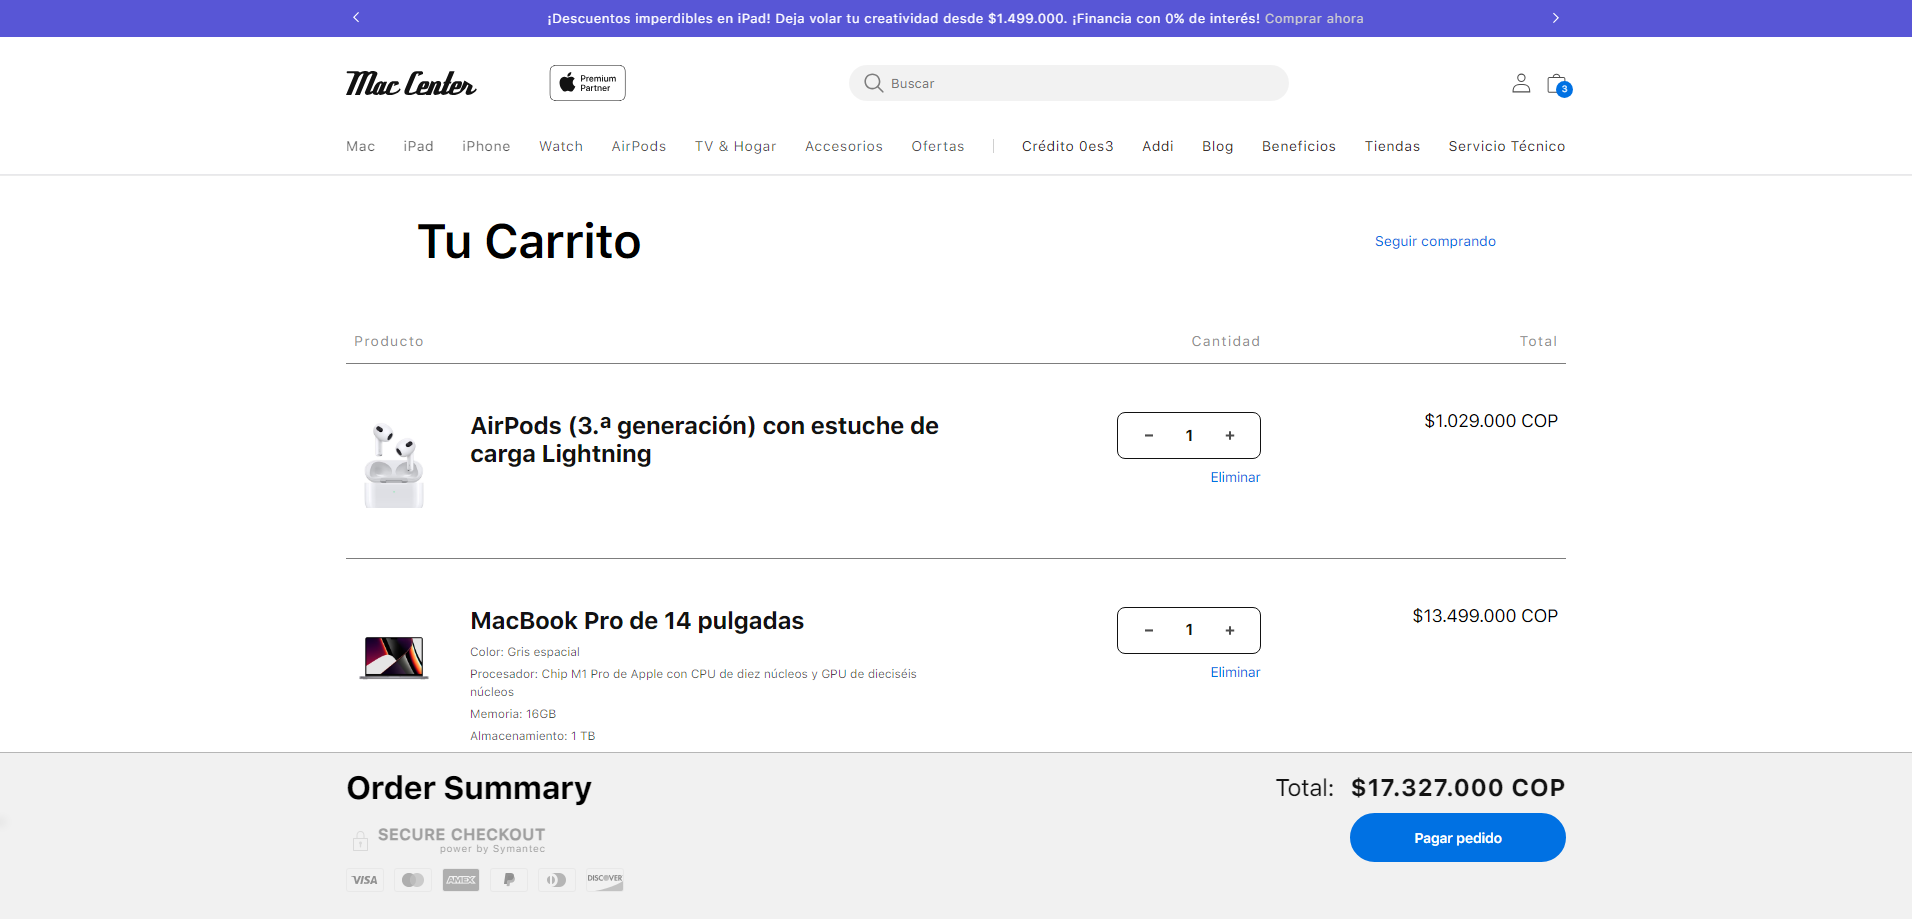 ¡Descuentos imperdibles en iPad! Deja volar tu creatividad desde $1.499.000. ¡Financia con 0% de interés! Comprar ahora
Mac Center
Premium
Partner
Buscar
3
Mac iPad iPhone Watch AirPods TV & Hogar Accesorios Ofertas Crédito 0es3 Addi Blog Beneficios Tiendas Servicio Técnico
Tu Carrito
Seguir comprando
Producto Cantidad Total
AirPods (3.ª generación) con estuche de
carga Lightning
- 1 +
Eliminar
$1.029.000 COP
MacBook Pro de 14 pulgadas
Color: Gris espacial
Procesador: Chip M1 Pro de Apple con CPU de diez núcleos y GPU de dieciséis
núcleos
Memoria: 16GB
Almacenamiento: 1 TB
- 1 +
Eliminar
$13.499.000 COP
Order Summary
SECURE CHECKOUT
power by Symantec
VISA AMEX DISCOVER
Total: $17.327.000 COP
Pagar pedido